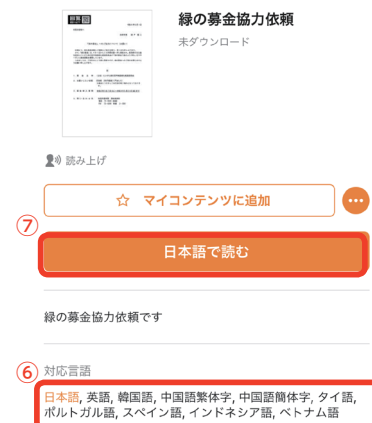 緑の募金協力依頼
未ダウンロード
読み上げ
☆ マイコンテンツに追加
⑦
日本語で読む
緑の募金協力依頼です
⑥ 対応言語
日本語, 英語, 韓国語, 中国語繁体字, 中国語簡体字, タイ語,
ポルトガル語, スペイン語, インドネシア語, ベトナム語